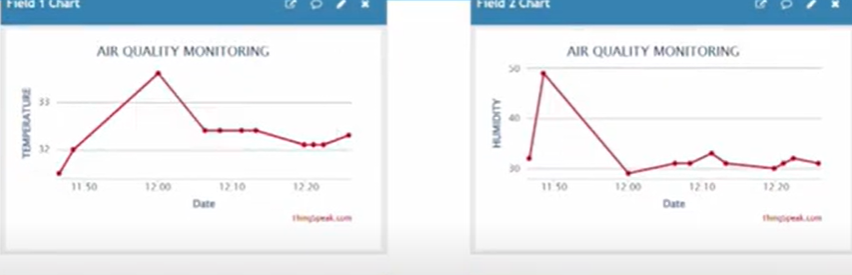 Field 1 Chart
AIR QUALITY MONITORING
TEMPERATURE
33
32
11:50
12:00
12:10
12:20
Date
ThingSpeak.com
Field 2 Chart
AIR QUALITY MONITORING
HUMIDITY
50
40
30
11:50
12:00
12:10
12:20
Date
ThingSpeak.com